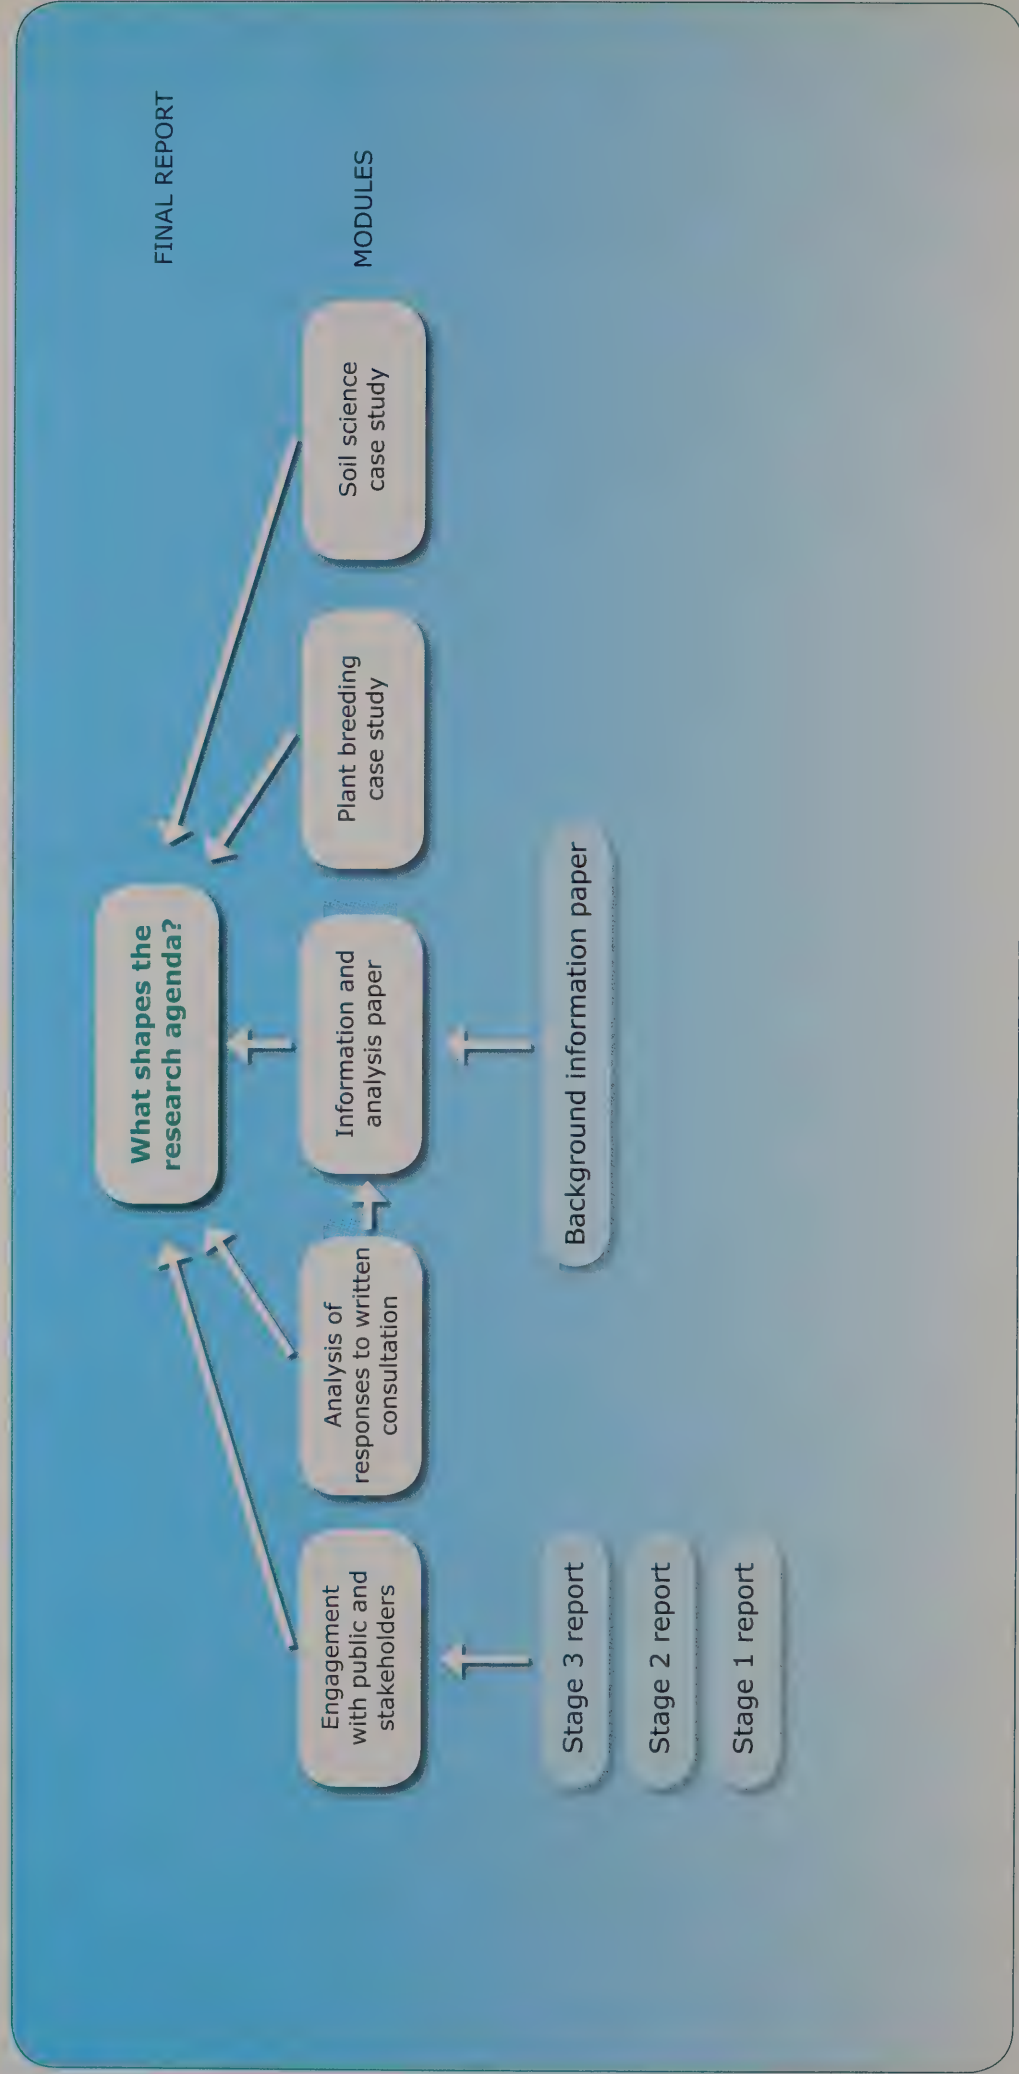 What shapes the
research agenda?
FINAL REPORT
Engagement
with public and
stakeholders
Analysis of
responses to written
consultation
Information and
analysis paper
Plant breeding
case study
Soil science
case study
MODULES
Stage 3 report
Background information paper
Stage 2 report
Stage 1 report